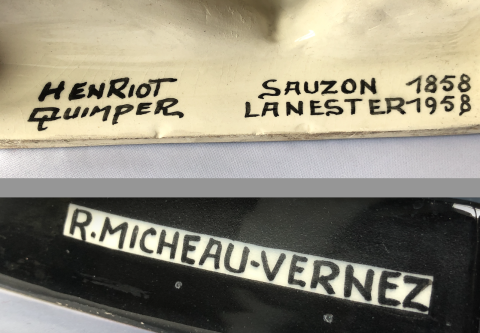 HENRIOT
QUIMPER
SAUZON 1858
LANESTER 1958
R. MICHEAU-VERNEZ